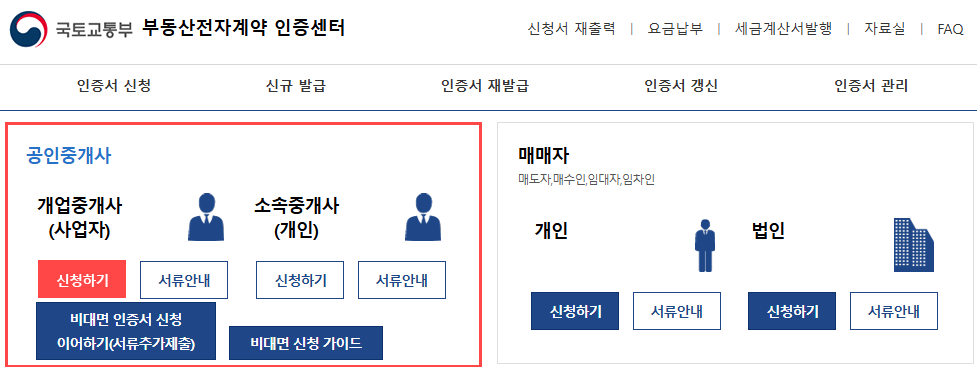 국토교통부 부동산전자계약 인증센터
신청서 재출력 | 요금납부 | 세금계산서발행 | 자료실 | FAQ
인증서 신청 신규 발급 인증서 재발급 인증서 갱신 인증서 관리
공인중개사
개업중개사
(사업자)
소속중개사
(개인)
신청하기 서류안내 신청하기 서류안내
비대면 인증서 신청
이어하기(서류추가제출)
비대면 신청 가이드
매매자
매도자,매수인,임대자,임차인
개인 법인
신청하기 서류안내 신청하기 서류안내